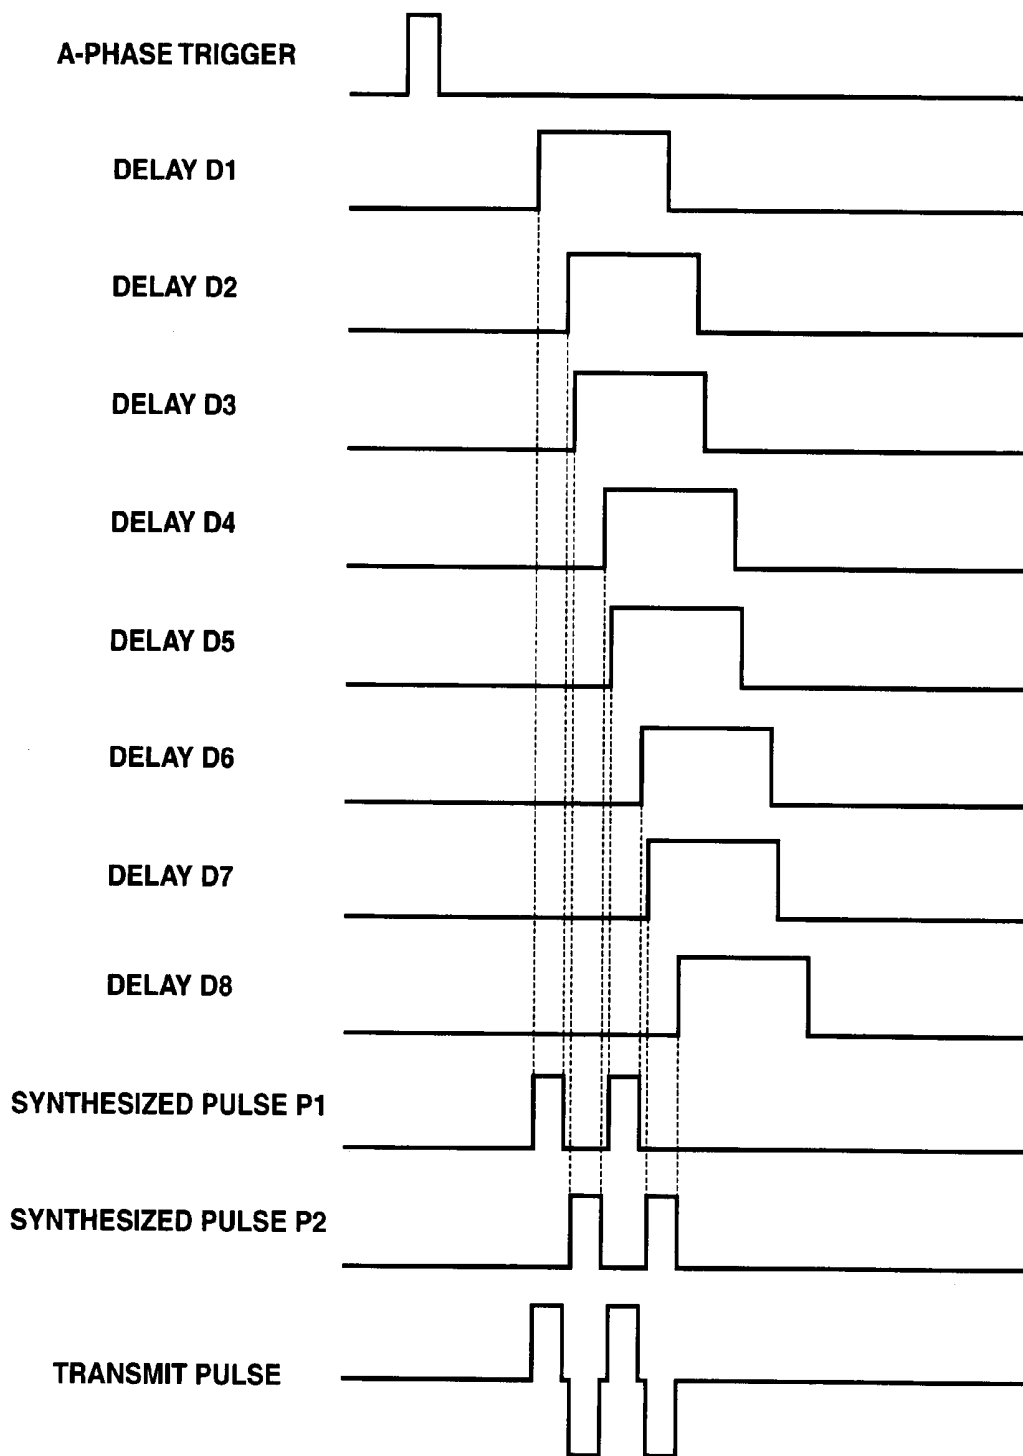 A-PHASE TRIGGER
DELAY D1
DELAY D2
DELAY D3
DELAY D4
DELAY D5
DELAY D6
DELAY D7
DELAY D8
SYNTHESIZED PULSE P1
SYNTHESIZED PULSE P2
TRANSMIT PULSE